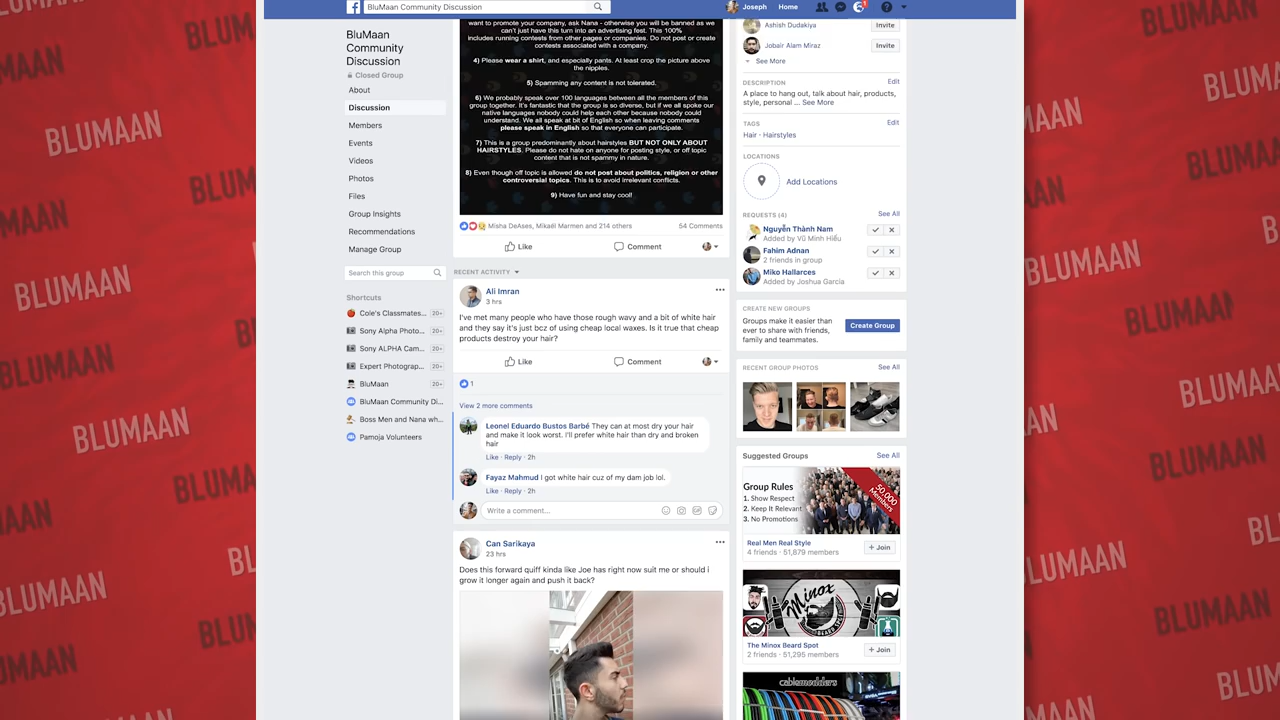 BluMaan Community Discussion
Joseph
Home
BluMaan
Community
Discussion
Closed Group
About
Discussion
Members
Events
Videos
Photos
Files
Group Insights
Recommendations
Manage Group
Search this group
Shortcuts
Cole's Classmates... 20+
Sony Alpha Photo... 20+
Sony ALPHA Cam... 20+
Expert Photograp... 20+
BluMaan 20+
BluMaan Community Di...
Boss Men and Nana wh...
Pamoja Volunteers
want to promote your company, ask Nana - otherwise you will be banned as we
can't just have this turn into an advertising fest. This 100%
includes running contests from other pages or companies. Do not post or create
contests associated with a company.
4) Please wear a shirt, and especially pants. At least crop the picture above
the nipples.
5) Spamming any content is not tolerated.
6) We probably speak over 100 languages between all the members of this
group together. It's fantastic that the group is so diverse, but if we all spoke our
native languages nobody could help each other because nobody could
understand. We all speak at bit of English so when leaving comments
please speak in English so that everyone can participate.
7) This is a group predominantly about hairstyles BUT NOT ONLY ABOUT
HAIRSTYLES. Please do not hate on anyone for posting style, or off topic
content that is not spammy in nature.
8) Even though off topic is allowed do not post about politics, religion or other
controversial topics. This is to avoid irrelevant conflicts.
9) Have fun and stay cool!
Misha DeAses, Mikaël Marmen and 214 others
54 Comments
Like
Comment
RECENT ACTIVITY
Ali Imran
3 hrs
I've met many people who have those rough wavy and a bit of white hair
and they say it's just bcz of using cheap local waxes. Is it true that cheap
products destroy your hair?
Like
Comment
1
View 2 more comments
Leonel Eduardo Bustos Barbé They can at most dry your hair
and make it look worst. I'll prefer white hair than dry and broken
hair
Like · Reply · 2h
Fayaz Mahmud I got white hair cuz of my dam job lol.
Like · Reply · 2h
Write a comment...
Can Sarikaya
23 hrs
Does this forward quiff kinda like Joe has right now suit me or should i
grow it longer again and push it back?
Ashish Dudakiya
Invite
Jobair Alam Miraz
Invite
See More
DESCRIPTION
Edit
A place to hang out, talk about hair, products,
style, personal ... See More
TAGS
Edit
Hair · Hairstyles
LOCATIONS
Add Locations
REQUESTS (4)
See All
Nguyễn Thành Nam
Added by Vũ Minh Hiếu
Fahim Adnan
2 friends in group
Miko Hallarces
Added by Joshua Garcia
CREATE NEW GROUPS
Groups make it easier than
ever to share with friends,
family and teammates.
Create Group
RECENT GROUP PHOTOS
See All
Suggested Groups
See All
Group Rules
1. Show Respect
2. Keep It Relevant
3. No Promotions
50,000
Members
Real Men Real Style
4 friends · 51,879 members
+ Join
Minox
The Minox Beard Spot
2 friends · 51,295 members
+ Join
cablemodders
BLUMAAN
BLUMAAN
BLUMAAN
BLUMAAN
BLUMAAN
BLUMAAN